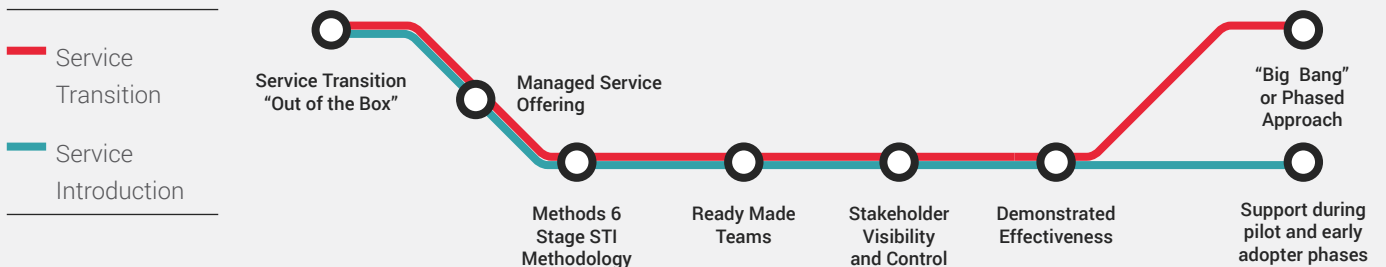 Service
Transition
Service
Introduction
Service Transition
“Out of the Box”
Managed Service
Offering
Methods 6
Stage STI
Methodology
Ready Made
Teams
Stakeholder
Visibility
and Control
Demonstrated
Effectiveness
“Big Bang”
or Phased
Approach
Support during
pilot and early
adopter phases